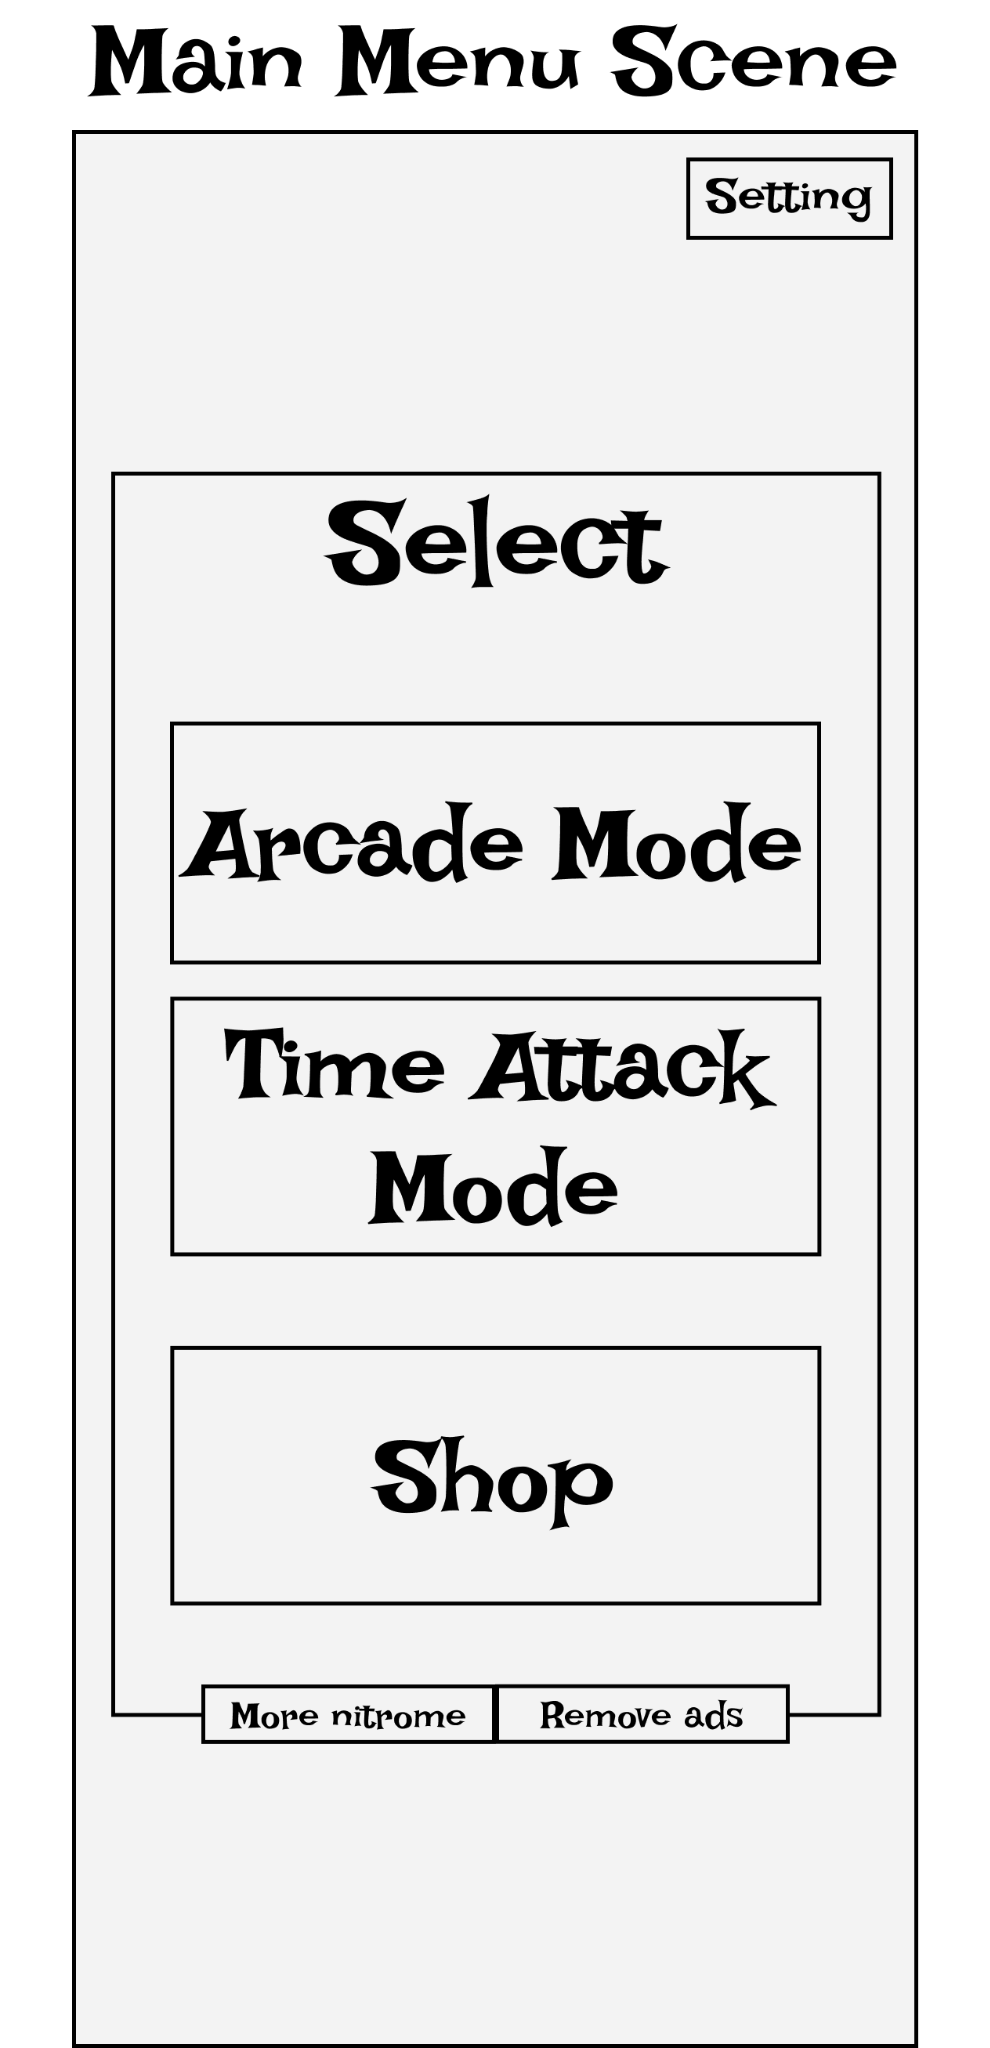 Main Menu Scene
Setting
Select
Arcade Mode
Time Attack
Mode
Shop
More nitrome
Remove ads